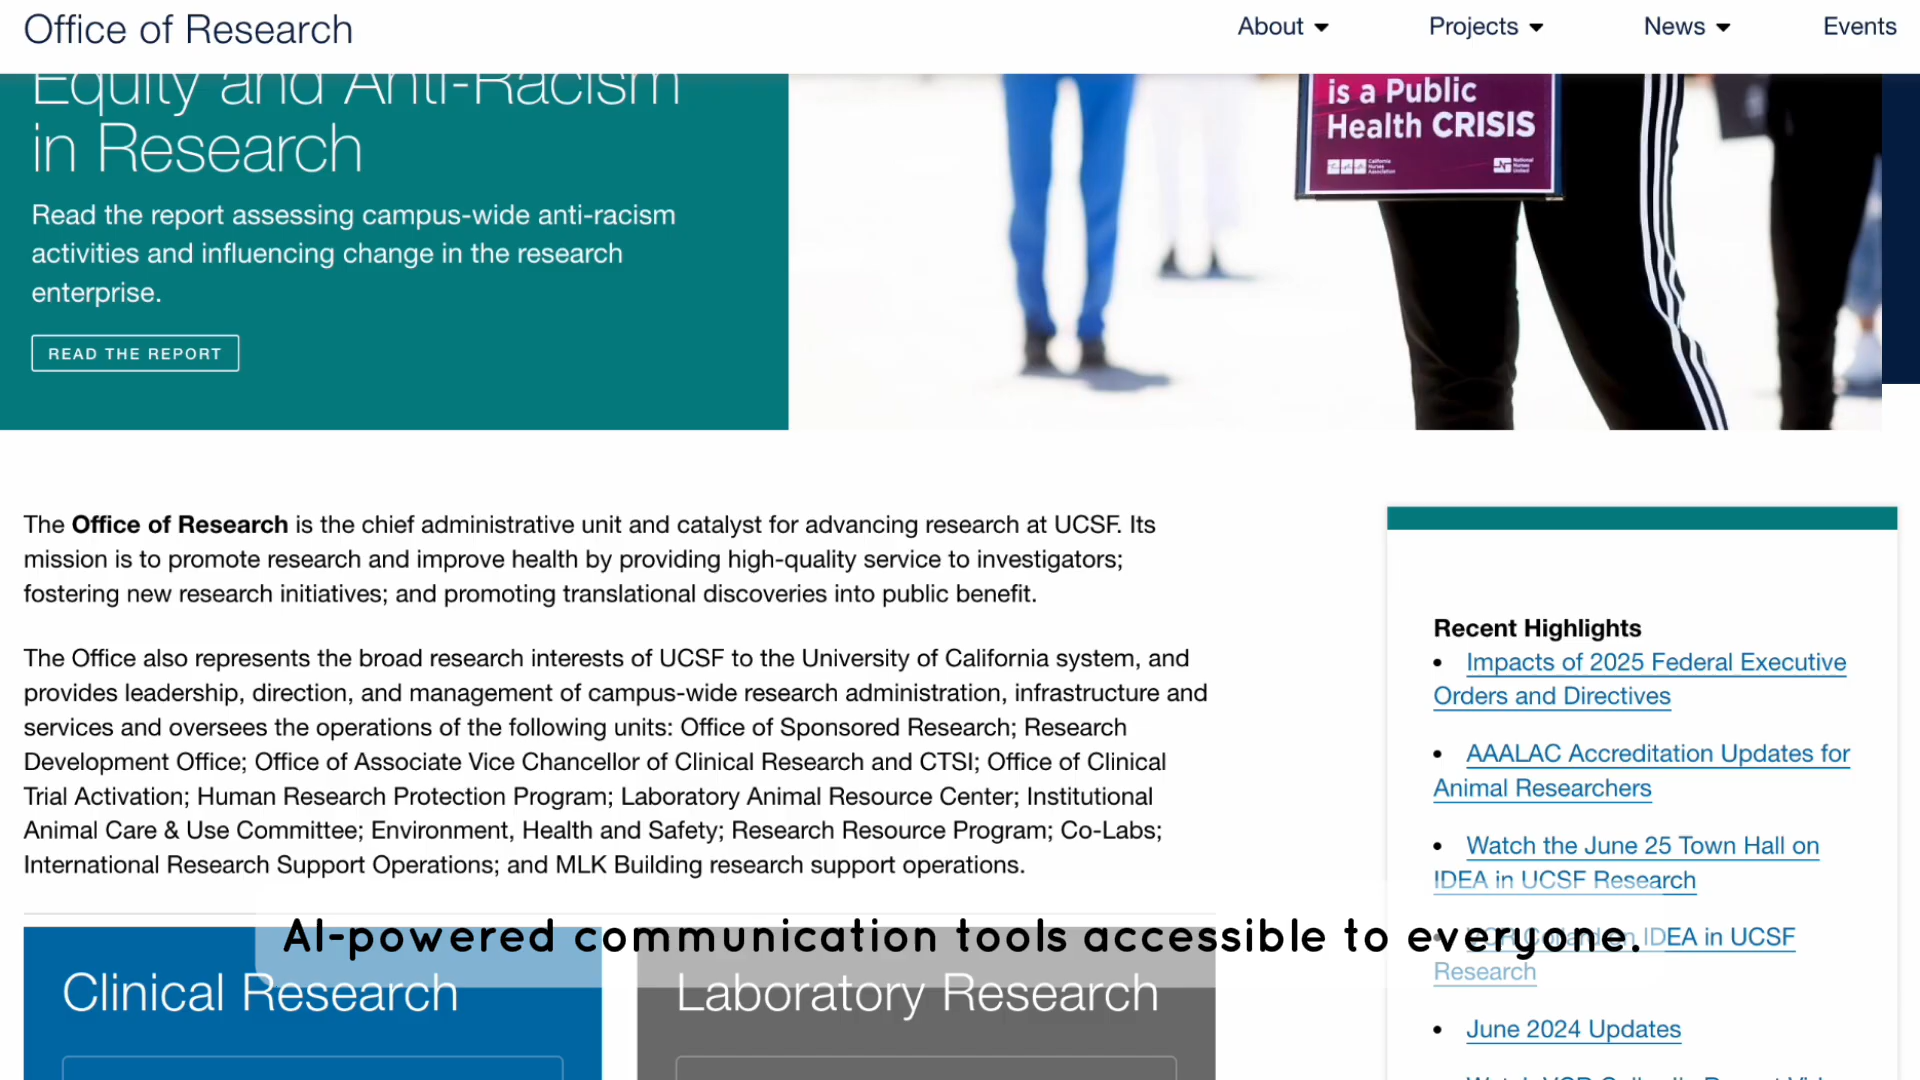 Office of Research
About
Projects
News
Events
Equity and Anti-Racism
in Research
Read the report assessing campus-wide anti-racism
activities and influencing change in the research
enterprise.
READ THE REPORT
is a Public
Health CRISIS
California
Nurses
Association
National
Nurses
United
The Office of Research is the chief administrative unit and catalyst for advancing research at UCSF. Its
mission is to promote research and improve health by providing high-quality service to investigators;
fostering new research initiatives; and promoting translational discoveries into public benefit.
The Office also represents the broad research interests of UCSF to the University of California system, and
provides leadership, direction, and management of campus-wide research administration, infrastructure and
services and oversees the operations of the following units: Office of Sponsored Research; Research
Development Office; Office of Associate Vice Chancellor of Clinical Research and CTSI; Office of Clinical
Trial Activation; Human Research Protection Program; Laboratory Animal Resource Center; Institutional
Animal Care & Use Committee; Environment, Health and Safety; Research Resource Program; Co-Labs;
International Research Support Operations; and MLK Building research support operations.
Recent Highlights
• Impacts of 2025 Federal Executive
Orders and Directives
• AAALAC Accreditation Updates for
Animal Researchers
• Watch the June 25 Town Hall on
IDEA in UCSF Research
IDEA in UCSF
Research
• June 2024 Updates
AI-powered communication tools accessible to everyone.
Clinical Research
Laboratory Research